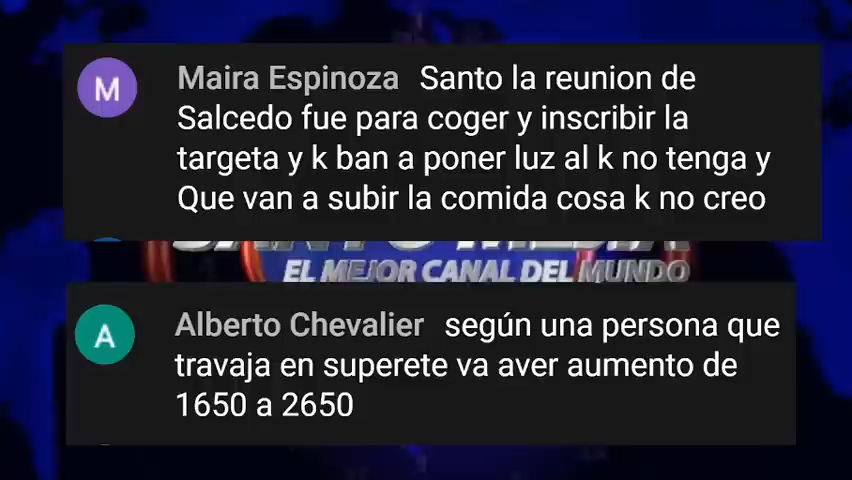 M
Maira Espinoza Santo la reunion de
Salcedo fue para coger y inscribir la
targeta y k ban a poner luz al k no tenga y
Que van a subir la comida cosa k no creo
EL MEJOR CANAL DEL MUNDO
A
Alberto Chevalier según una persona que
travaja en superete va aver aumento de
1650 a 2650